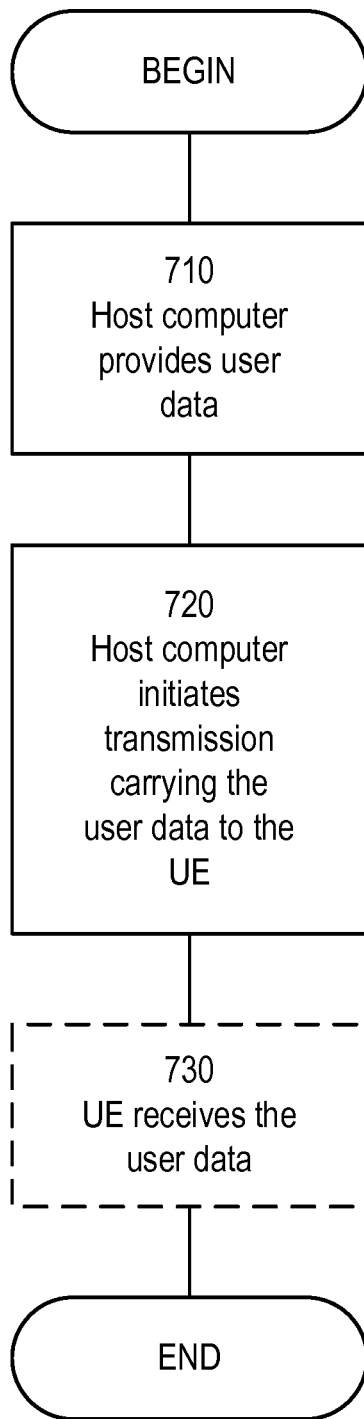 BEGIN
710
Host computer
provides user
data
720
Host computer
initiates
transmission
carrying the
user data to the
UE
730
UE receives the
user data
END